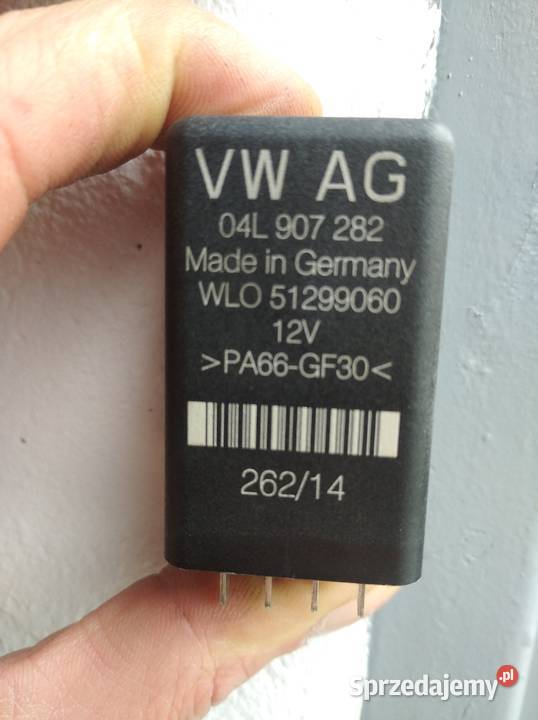 VW AG
04L 907 282
Made in Germany
WLO 51299060
12V
>PA66-GF30<
262/14
Sprzedajemy.pl